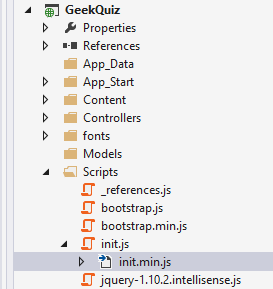 GeekQuiz
Properties
References
App_Data
App_Start
Content
Controllers
fonts
Models
Scripts
_references.js
bootstrap.js
bootstrap.min.js
init.js
init.min.js
jquery-1.10.2.intellisense.js